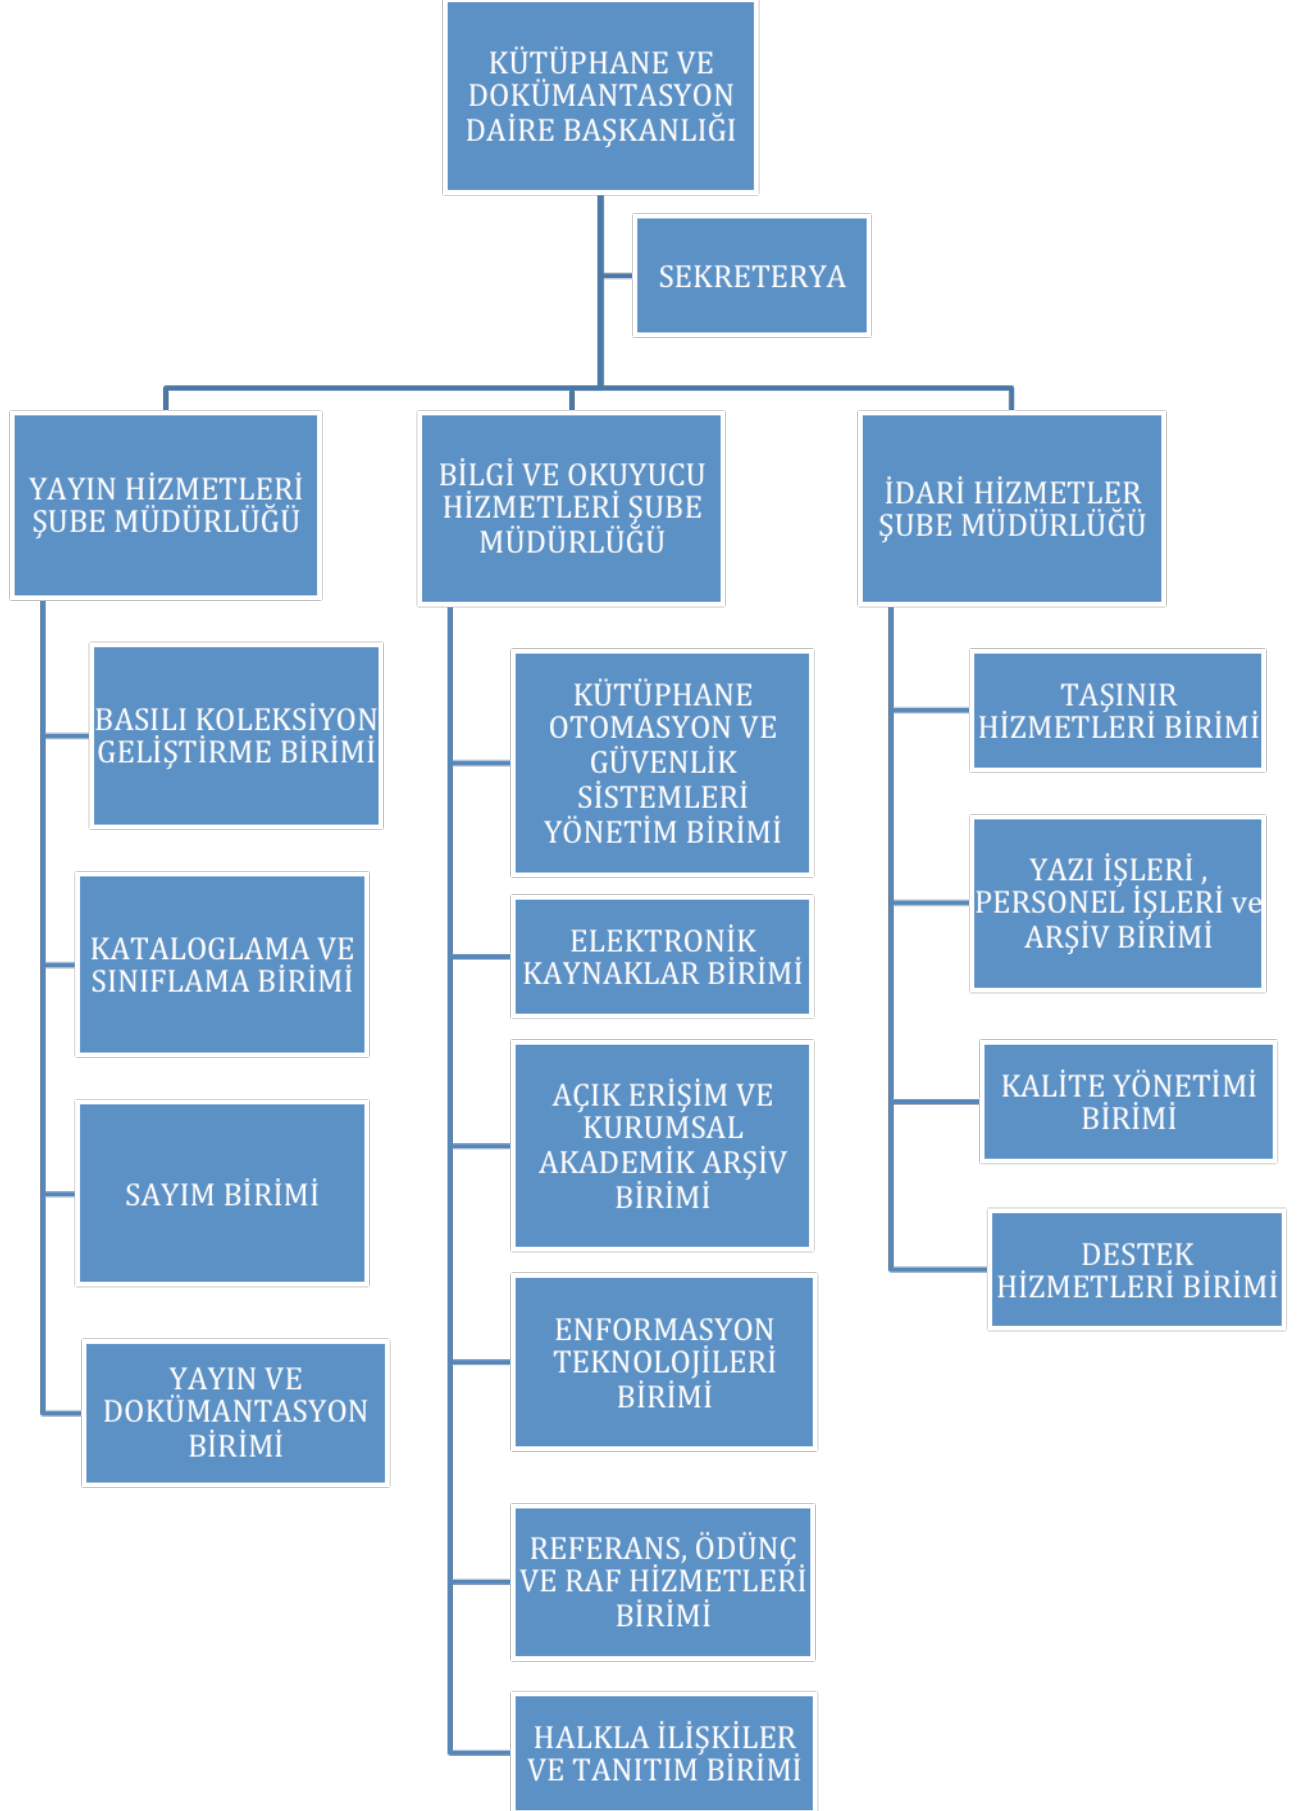 KÜTÜPHANE VE
DOKÜMANTASYON
DAİRE BAŞKANLIĞI
SEKRETERYA
YAYIN HİZMETLERİ
ŞUBE MÜDÜRLÜĞÜ
BASILI KOLEKSİYON
GELİŞTİRME BİRİMİ
KATALOGLAMA VE
SINIFLAMA BİRİMİ
SAYIM BİRİMİ
YAYIN VE
DOKÜMANTASYON
BİRİMİ
BİLGİ VE OKUYUCU
HİZMETLERİ ŞUBE
MÜDÜRLÜĞÜ
KÜTÜPHANE
OTOMASYON VE
GÜVENLİK
SİSTEMLERİ
YÖNETİM BİRİMİ
ELEKTRONİK
KAYNAKLAR BİRİMİ
AÇIK ERİŞİM VE
KURUMSAL
AKADEMİK ARŞİV
BİRİMİ
ENFORMASYON
TEKNOLOJİLERİ
BİRİMİ
REFERANS, ÖDÜNÇ
VE RAF HİZMETLERİ
BİRİMİ
HALKLA İLİŞKİLER
VE TANITIM BİRİMİ
İDARİ HİZMETLER
ŞUBE MÜDÜRLÜĞÜ
TAŞINIR
HİZMETLERİ BİRİMİ
YAZI İŞLERİ ,
PERSONEL İŞLERİ ve
ARŞİV BİRİMİ
KALİTE YÖNETİMİ
BİRİMİ
DESTEK
HİZMETLERİ BİRİMİ